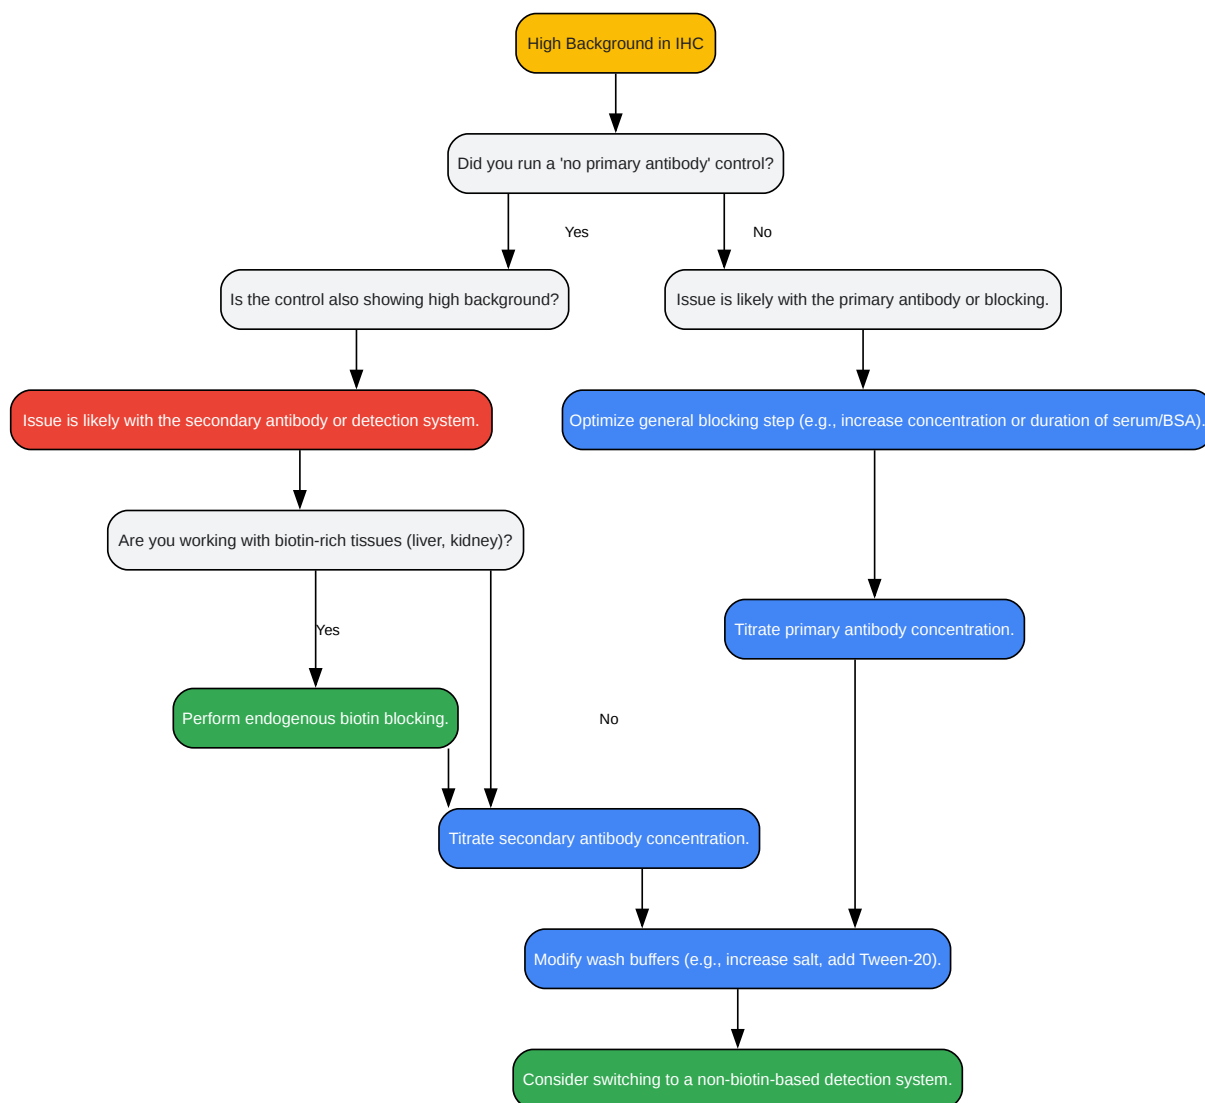 High Background in IHC
Did you run a 'no primary antibody' control?
Yes
No
Is the control also showing high background?
Issue is likely with the primary antibody or blocking.
Issue is likely with the secondary antibody or detection system.
Optimize general blocking step (e.g., increase concentration or duration of serum/BSA).
Are you working with biotin-rich tissues (liver, kidney)?
Yes
Titrate primary antibody concentration.
Perform endogenous biotin blocking.
No
Titrate secondary antibody concentration.
Modify wash buffers (e.g., increase salt, add Tween-20).
Consider switching to a non-biotin-based detection system.